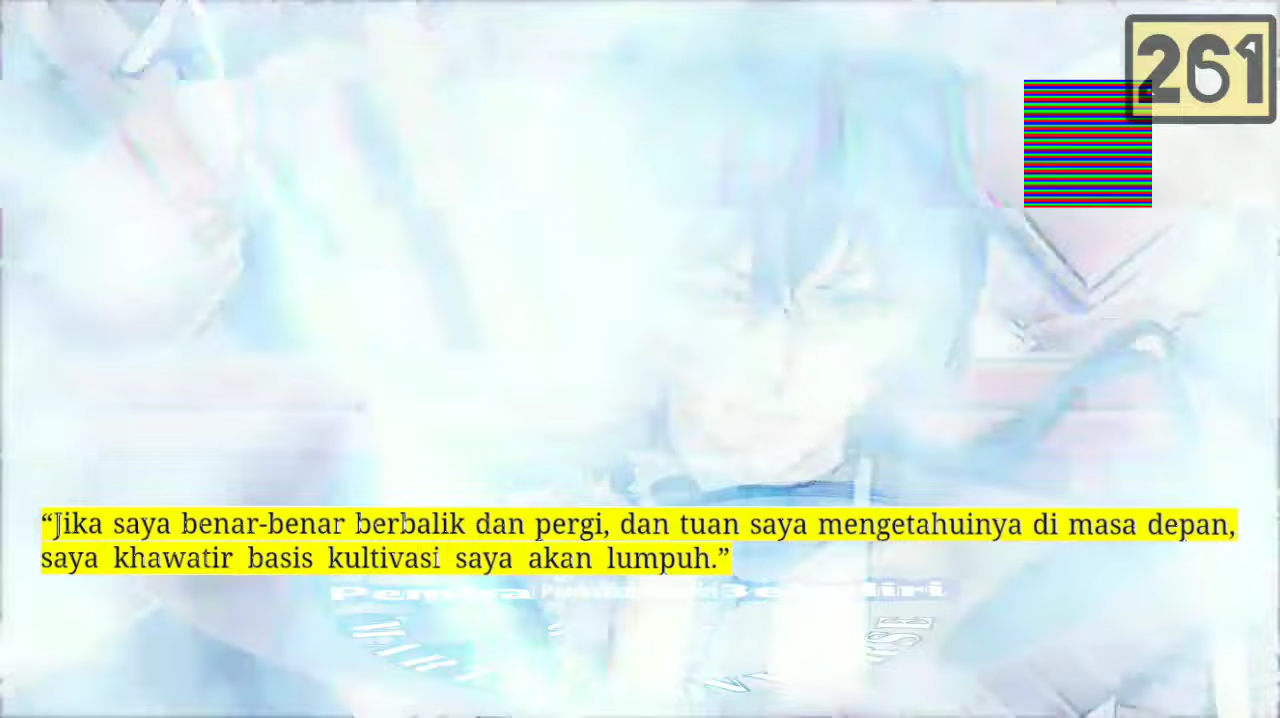 261
“Jika saya benar-benar berbalik dan pergi, dan tuan saya mengetahuinya di masa depan,
saya khawatir basis kultivasi saya akan lumpuh.”